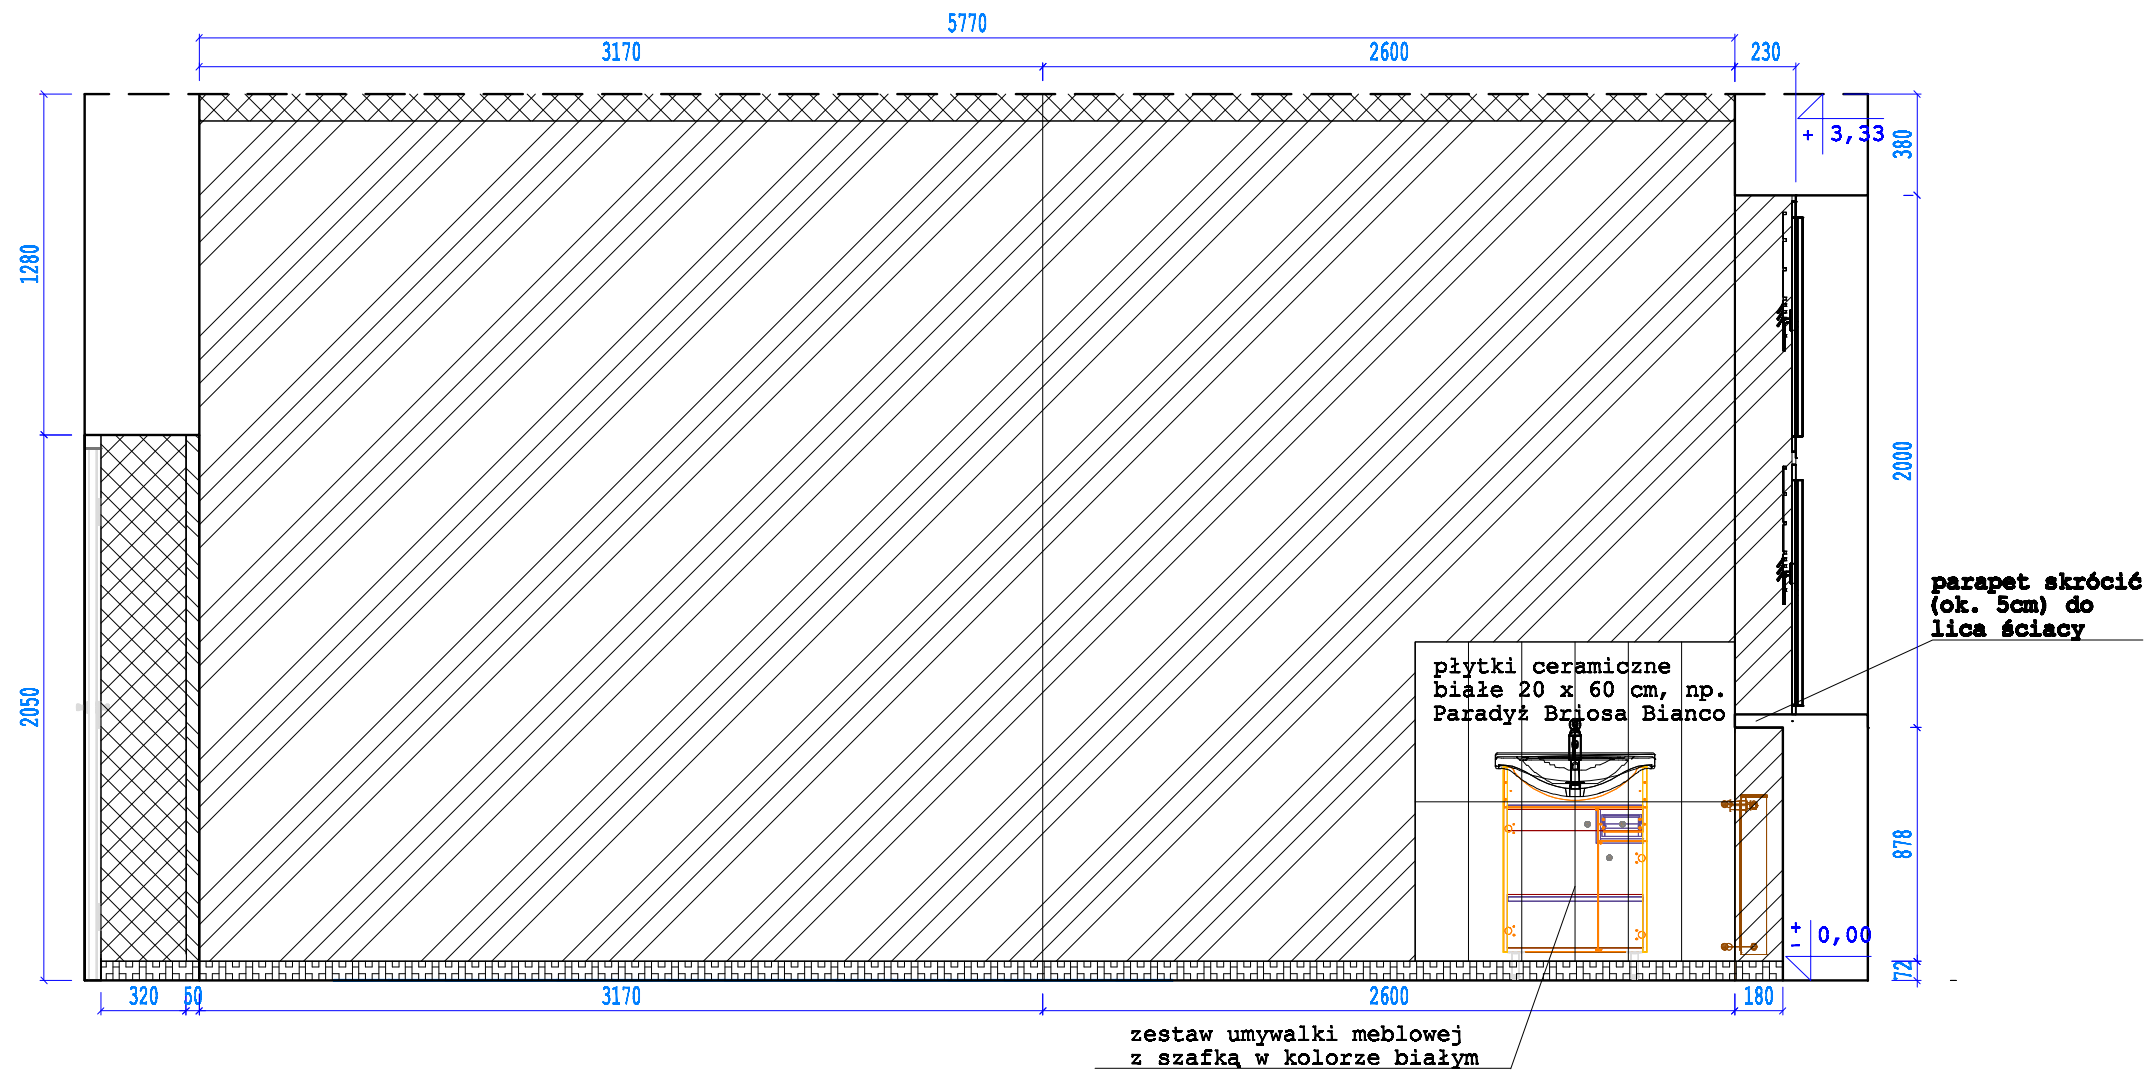 5770
3170
2600
230
+ 3,33
380
1280
2000
parapet skrócić
(ok. 5cm) do
lica ściacy
płytki ceramiczne
białe 20 x 60 cm, np.
Paradyż Briosa Bianco
2050
878
+
- 0,00
72
320
50
3170
2600
180
zestaw umywalki meblowej
z szafką w kolorze białym